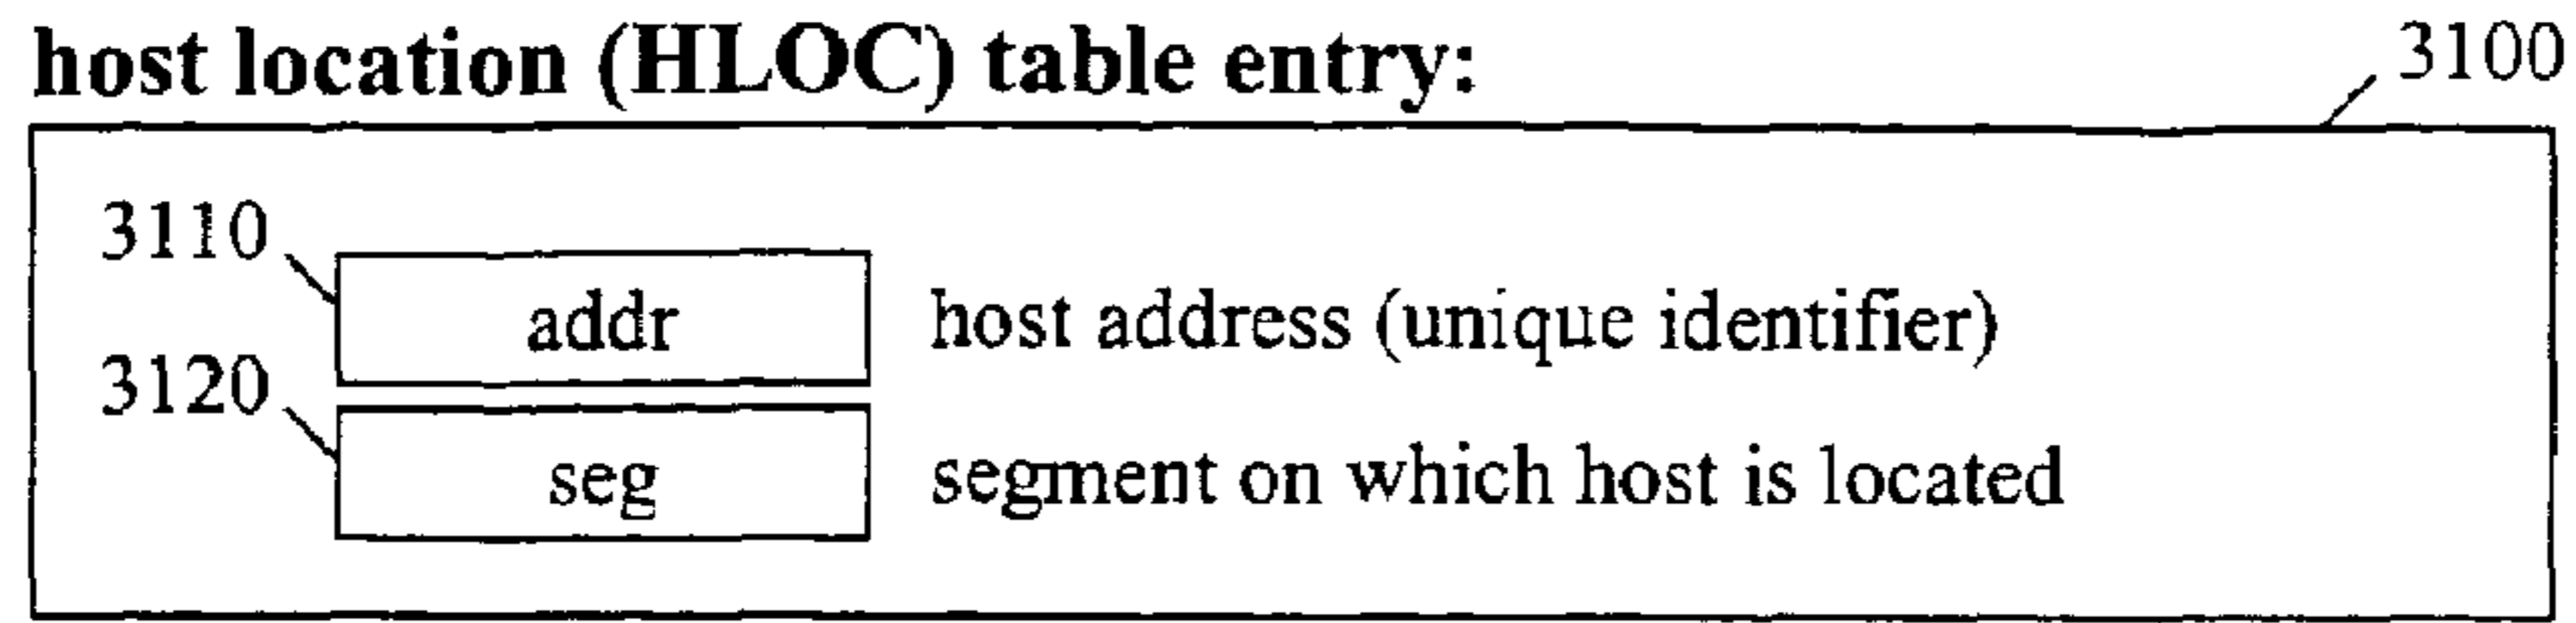 host location (HLOC) table entry:
3100
3110
addr host address (unique identifier)
3120
seg segment on which host is located